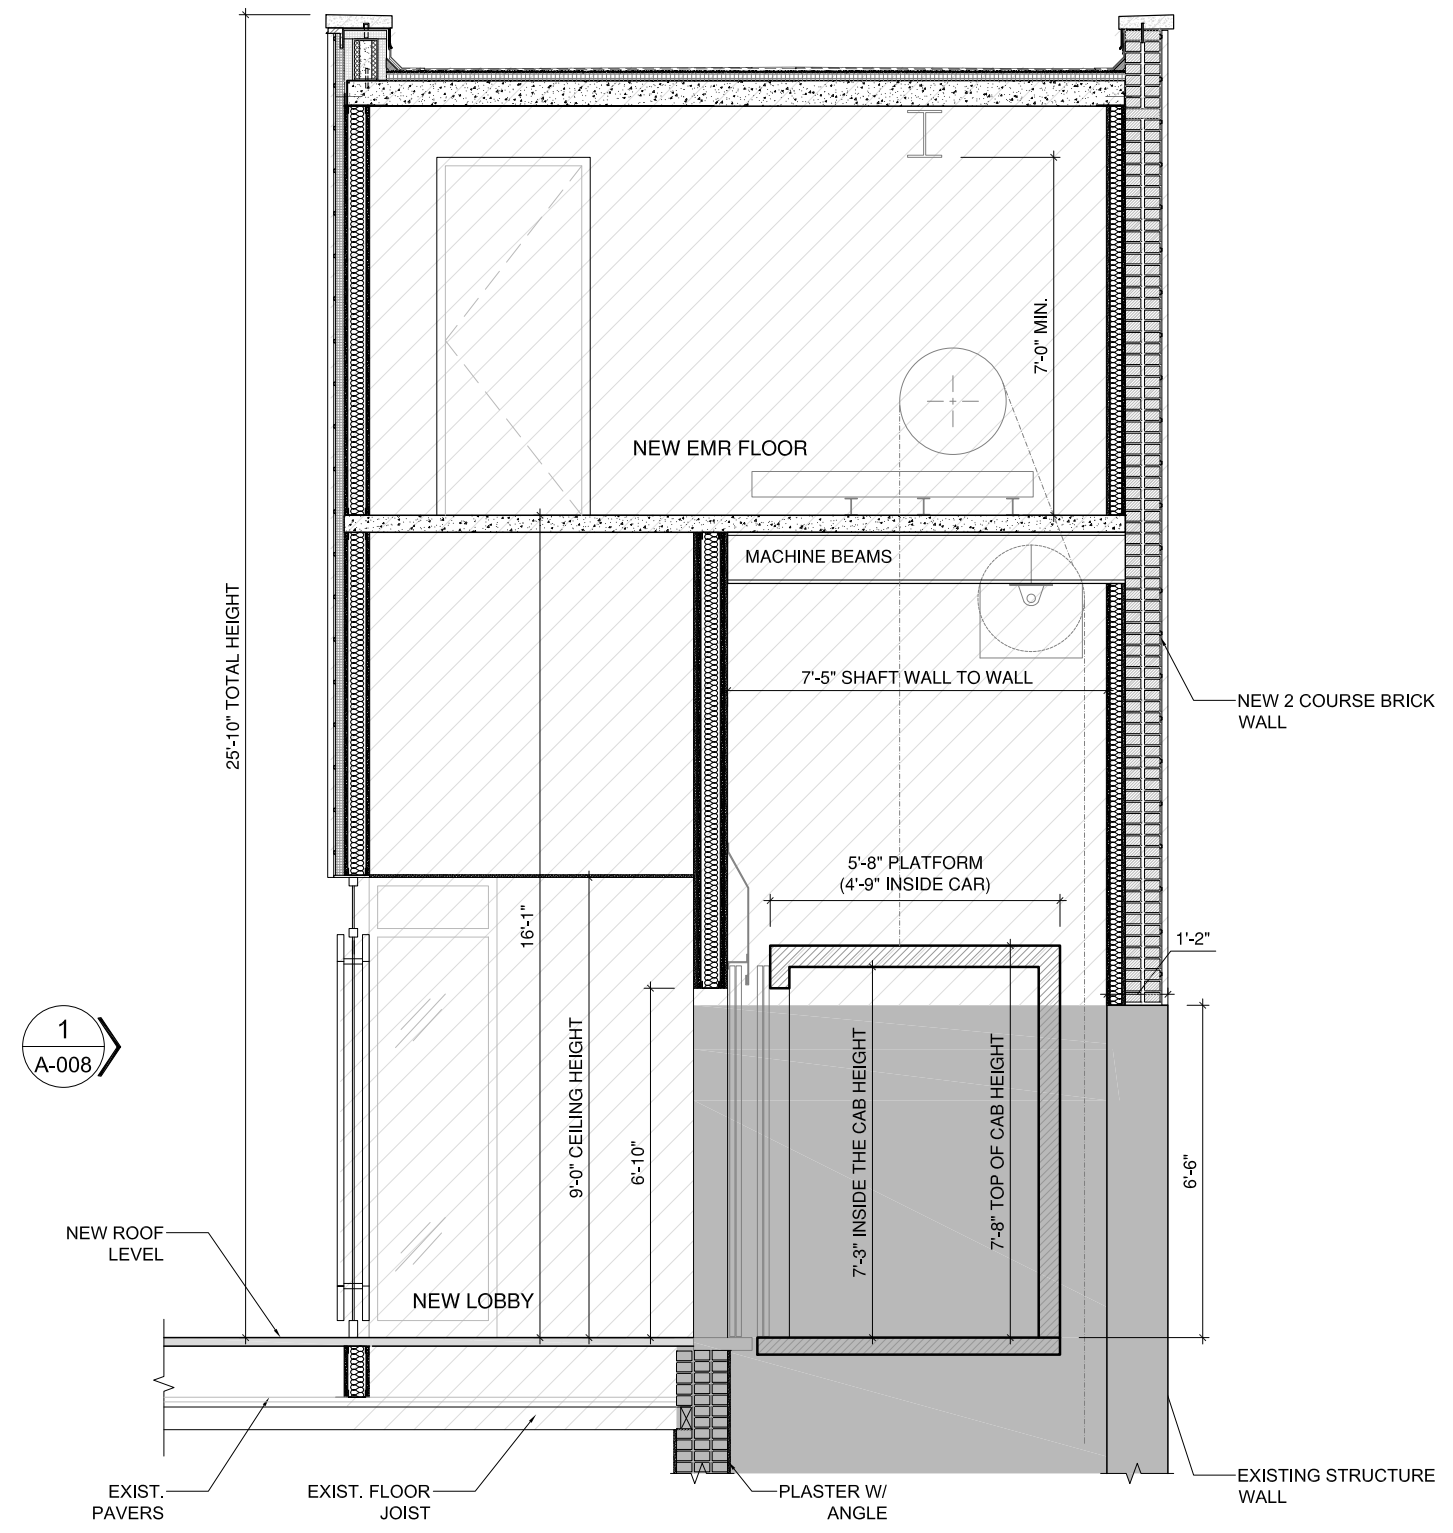 7'-0" MIN.
NEW EMR FLOOR
MACHINE BEAMS
25'-10" TOTAL HEIGHT
7'-5" SHAFT WALL TO WALL
NEW 2 COURSE BRICK
WALL
5'-8" PLATFORM
(4'-9" INSIDE CAR)
16'-1"
1'-2"
1
A-008
9'-0" CEILING HEIGHT
6'-10"
7'-3" INSIDE THE CAB HEIGHT
7'-8" TOP OF CAB HEIGHT
6'-6"
NEW ROOF
LEVEL
NEW LOBBY
EXIST.
PAVERS
EXIST. FLOOR
JOIST
PLASTER W/
ANGLE
EXISTING STRUCTURE
WALL